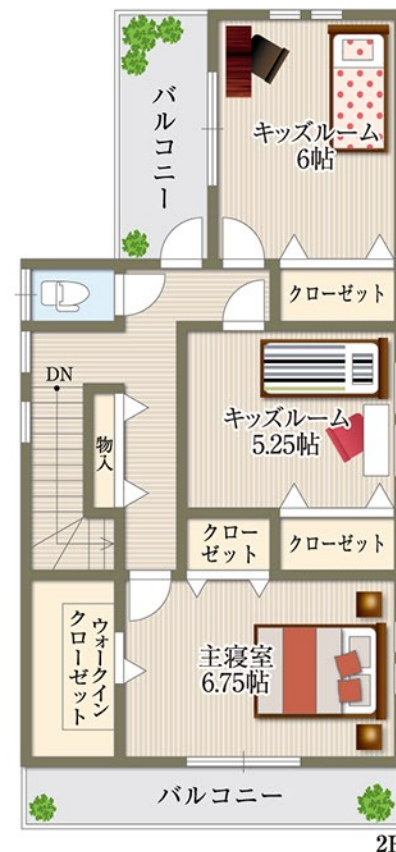 バルコニー
キッズルーム
6帖
クローゼット
DN
物入
キッズルーム
5.25帖
クロー
ゼット
クローゼット
ウォークイン
クローゼット
主寝室
6.75帖
バルコニー
2F